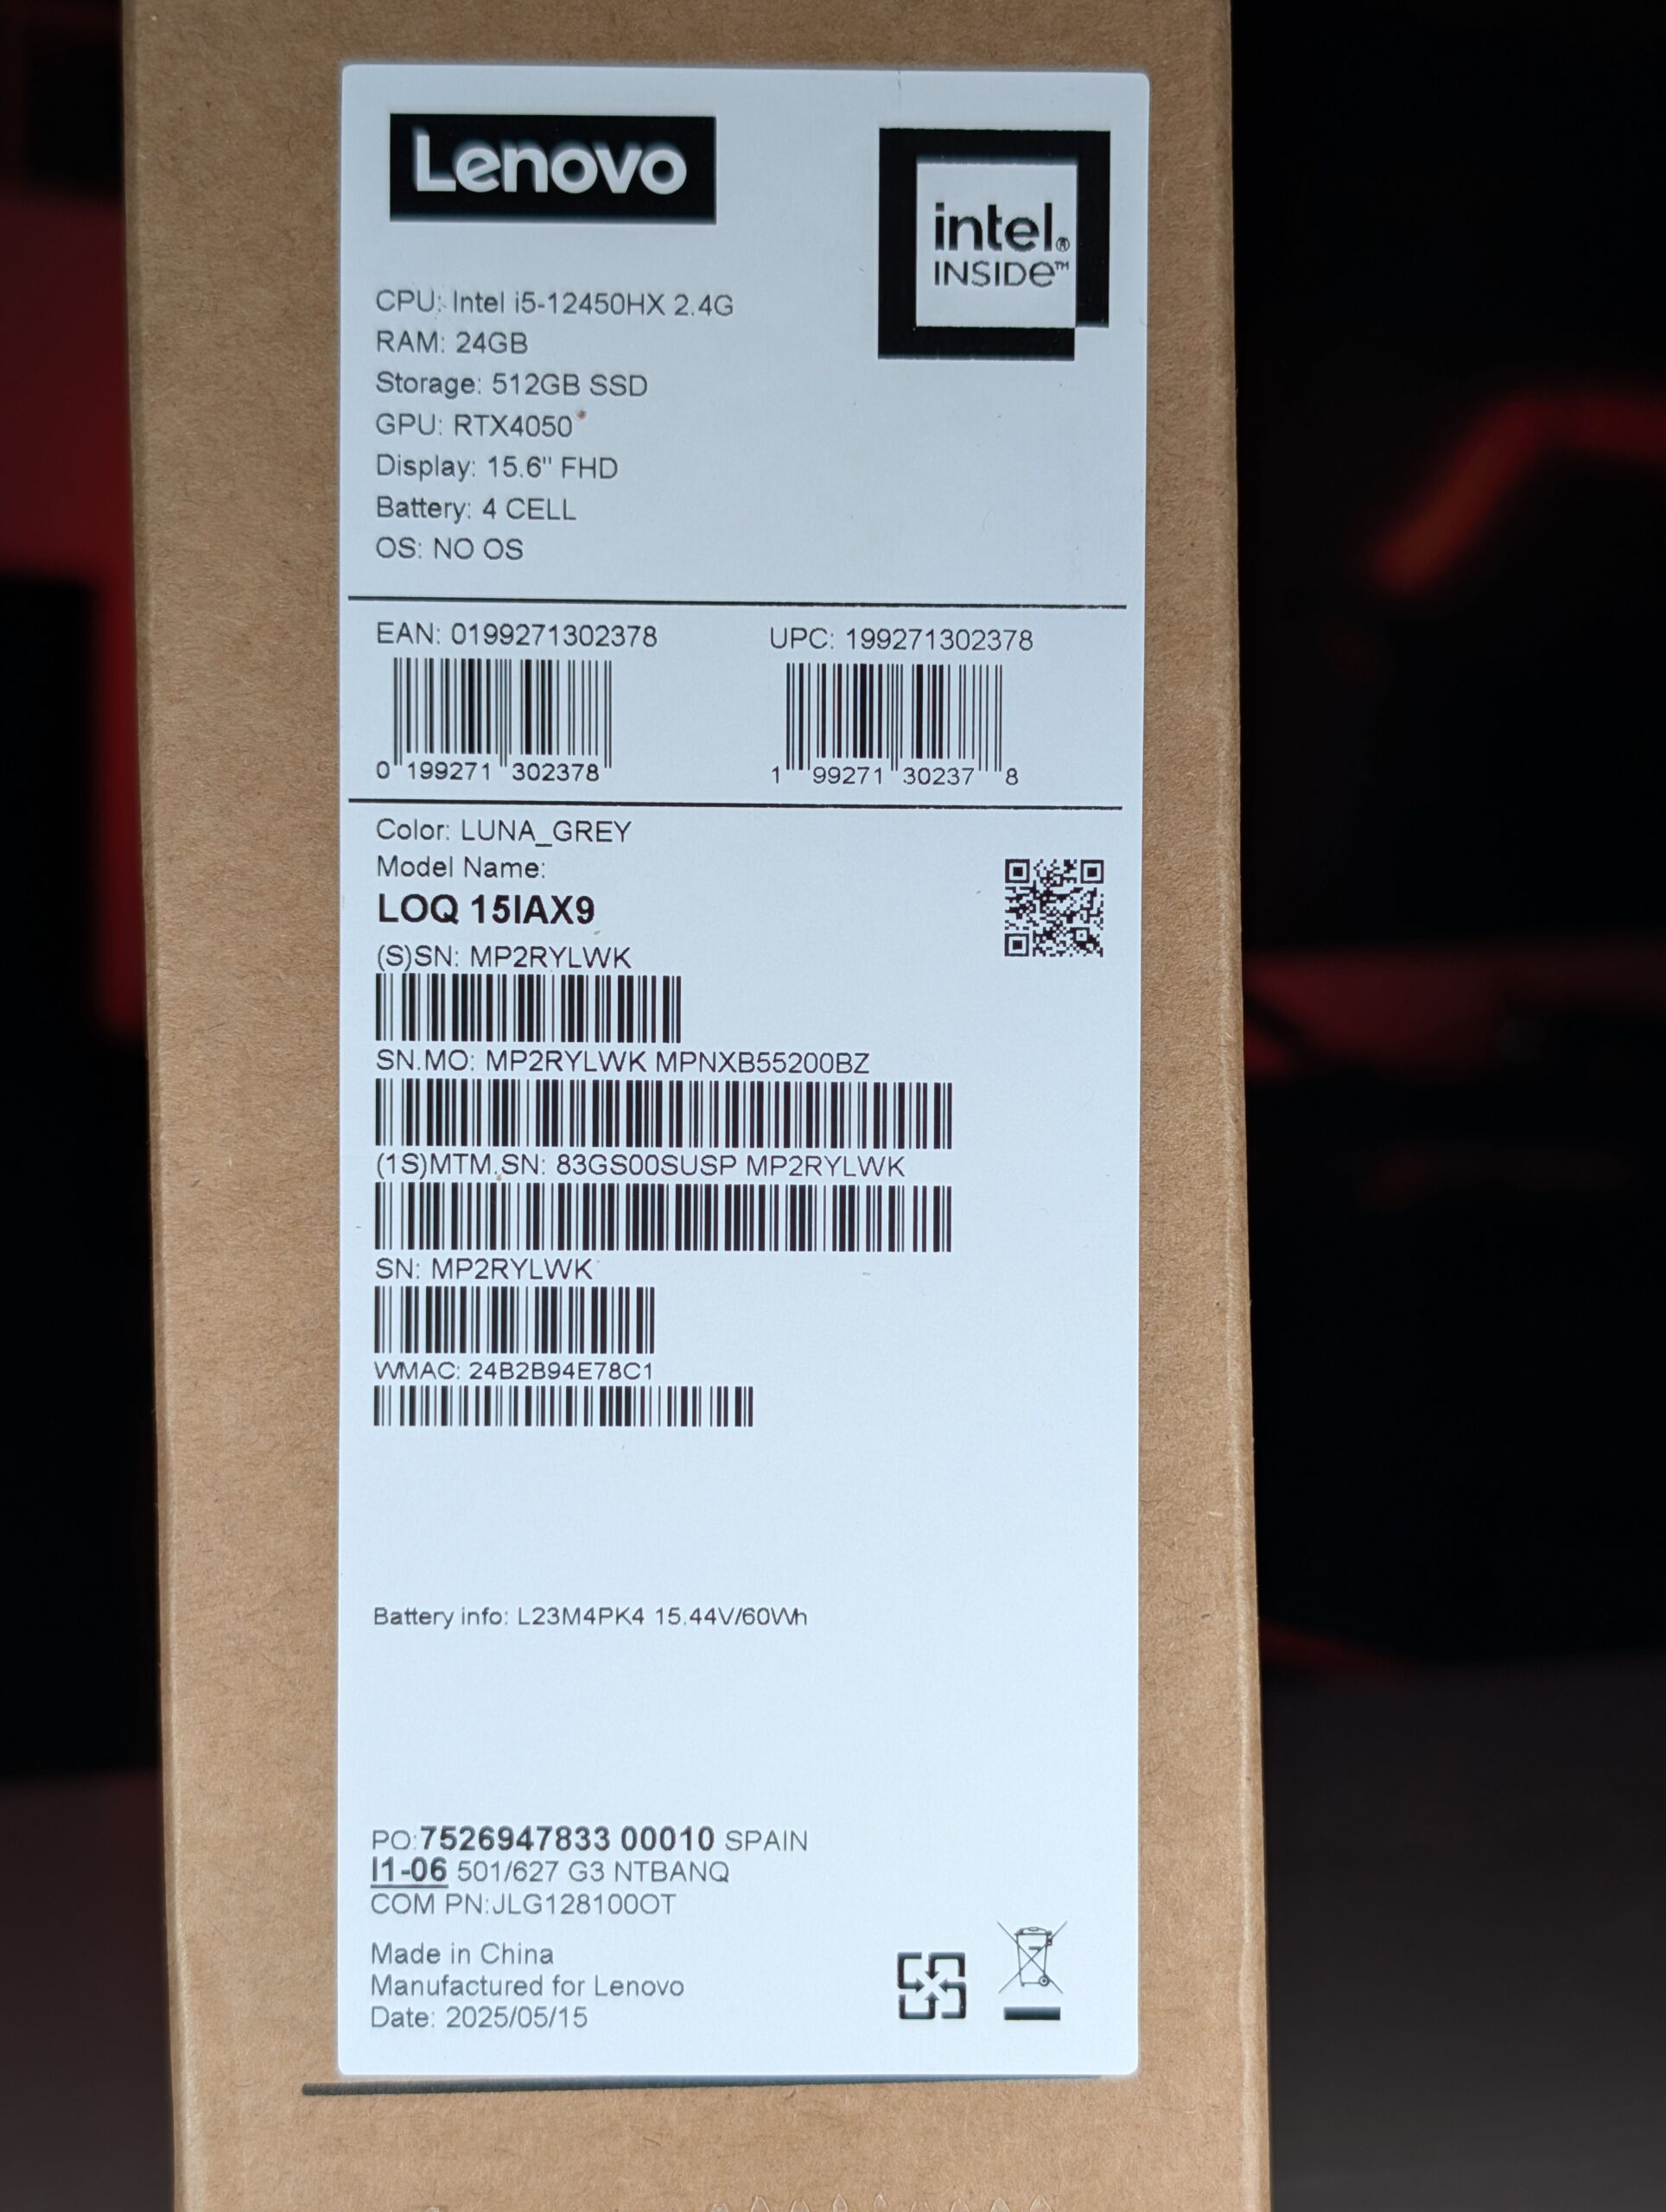 Lenovo
intel®
INSIDe™
CPU: Intel i5-12450HX 2.4G
RAM: 24GB
Storage: 512GB SSD
GPU: RTX4050
Display: 15.6" FHD
Battery: 4 CELL
OS: NO OS
EAN: 0199271302378
0 199271 302378
UPC: 199271302378
1 99271 30237 8
Color: LUNA_GREY
Model Name:
LOQ 15IAX9
(S)SN: MP2RYLWK
SN.MO: MP2RYLWK MPNXB55200BZ
(1S)MTM.SN: 83GS00SUSP MP2RYLWK
SN: MP2RYLWK
WMAC: 24B2B94E78C1
Battery info: L23M4PK4 15.44V/60Wh
PO:7526947833 00010 SPAIN
I1-06 501/627 G3 NTBANQ
COM PN:JLG128100OT
Made in China
Manufactured for Lenovo
Date: 2025/05/15